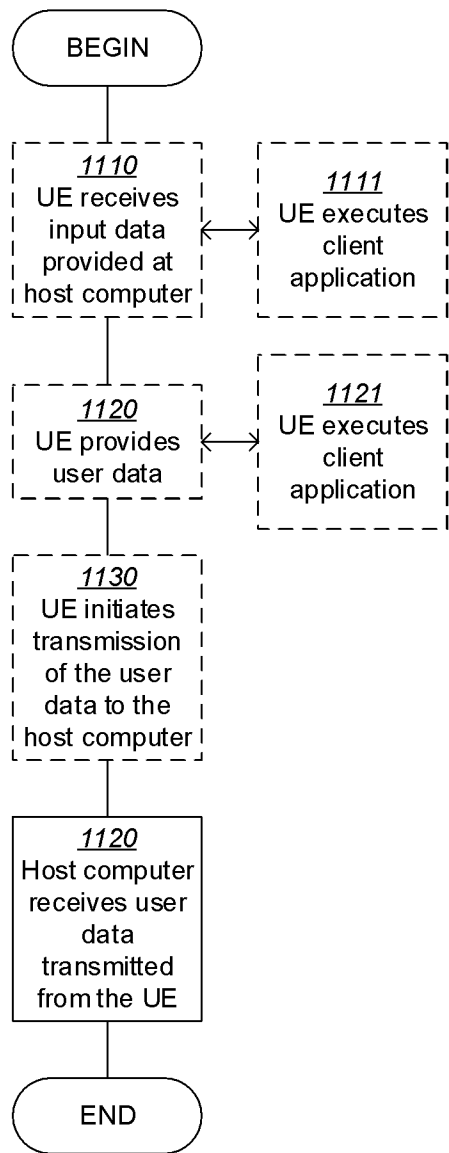 BEGIN
1110
UE receives
input data
provided at
host computer
1111
UE executes
client
application
1120
UE provides
user data
1121
UE executes
client
application
1130
UE initiates
transmission
of the user
data to the
host computer
1120
Host computer
receives user
data
transmitted
from the UE
END